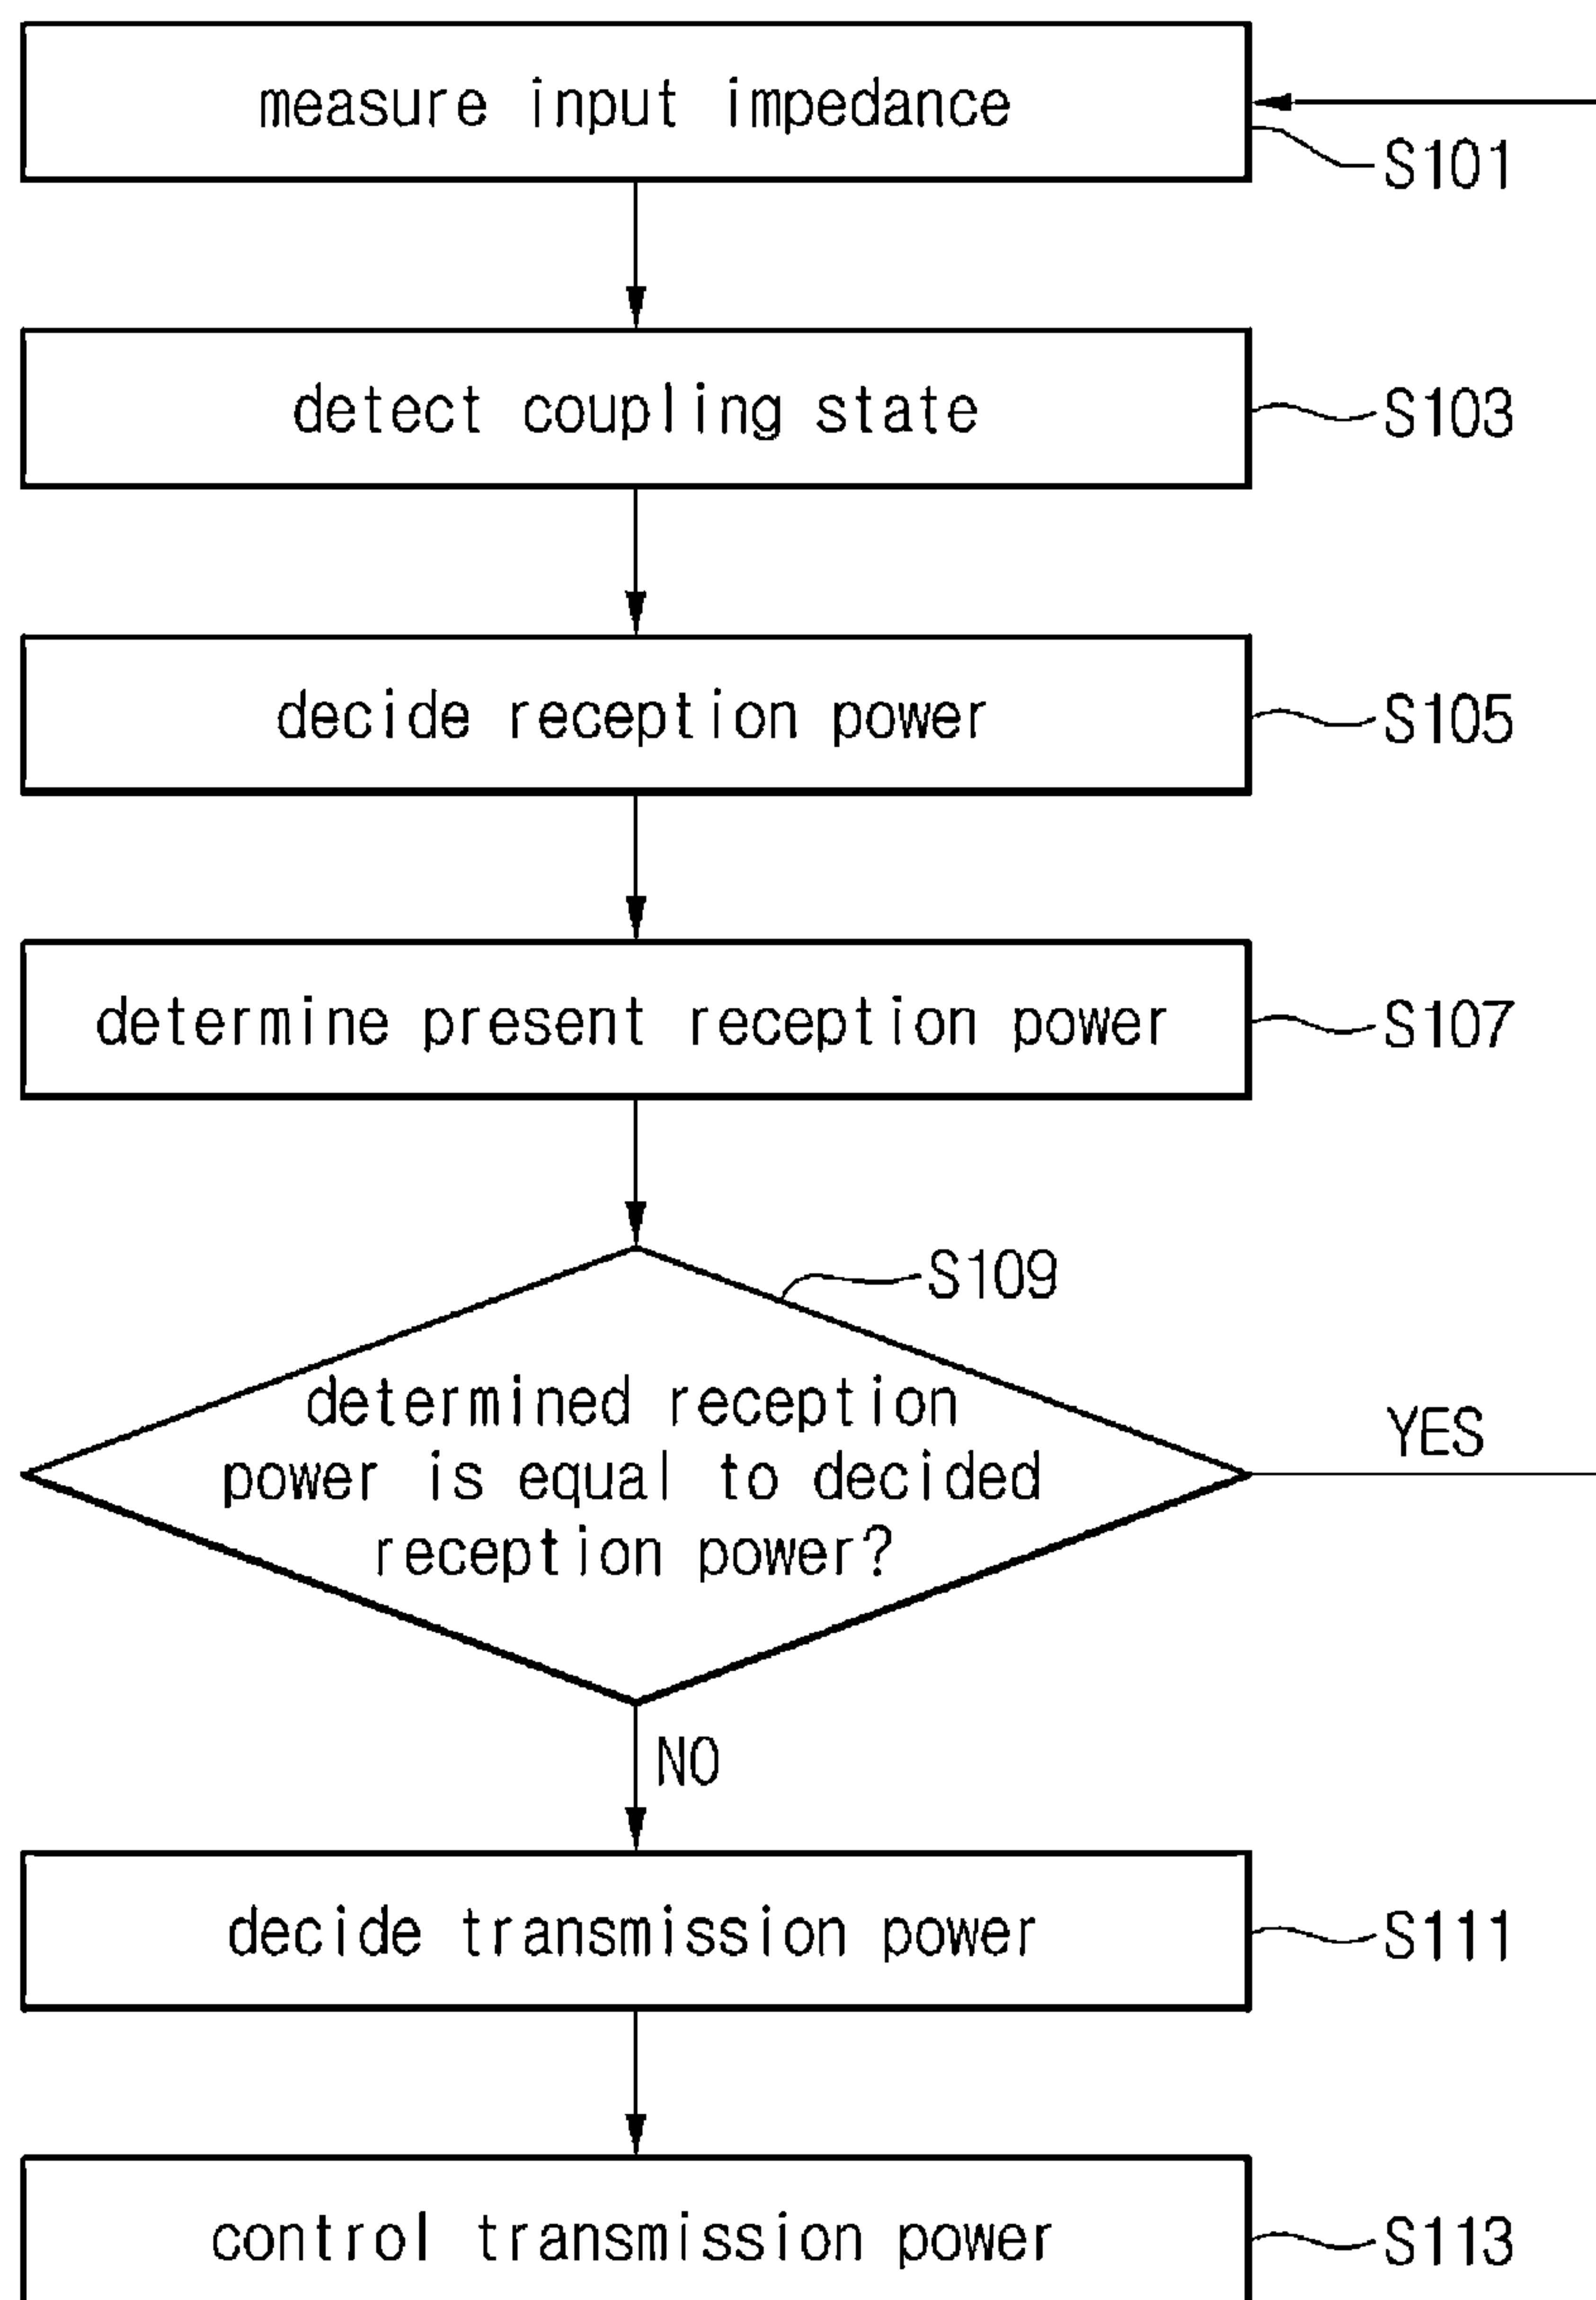 measure input impedance
S101
detect coupling state
S103
decide reception power
S105
determine present reception power
S107
S109
determined reception
power is equal to decided
reception power?
YES
NO
decide transmission power
S111
control transmission power
S113